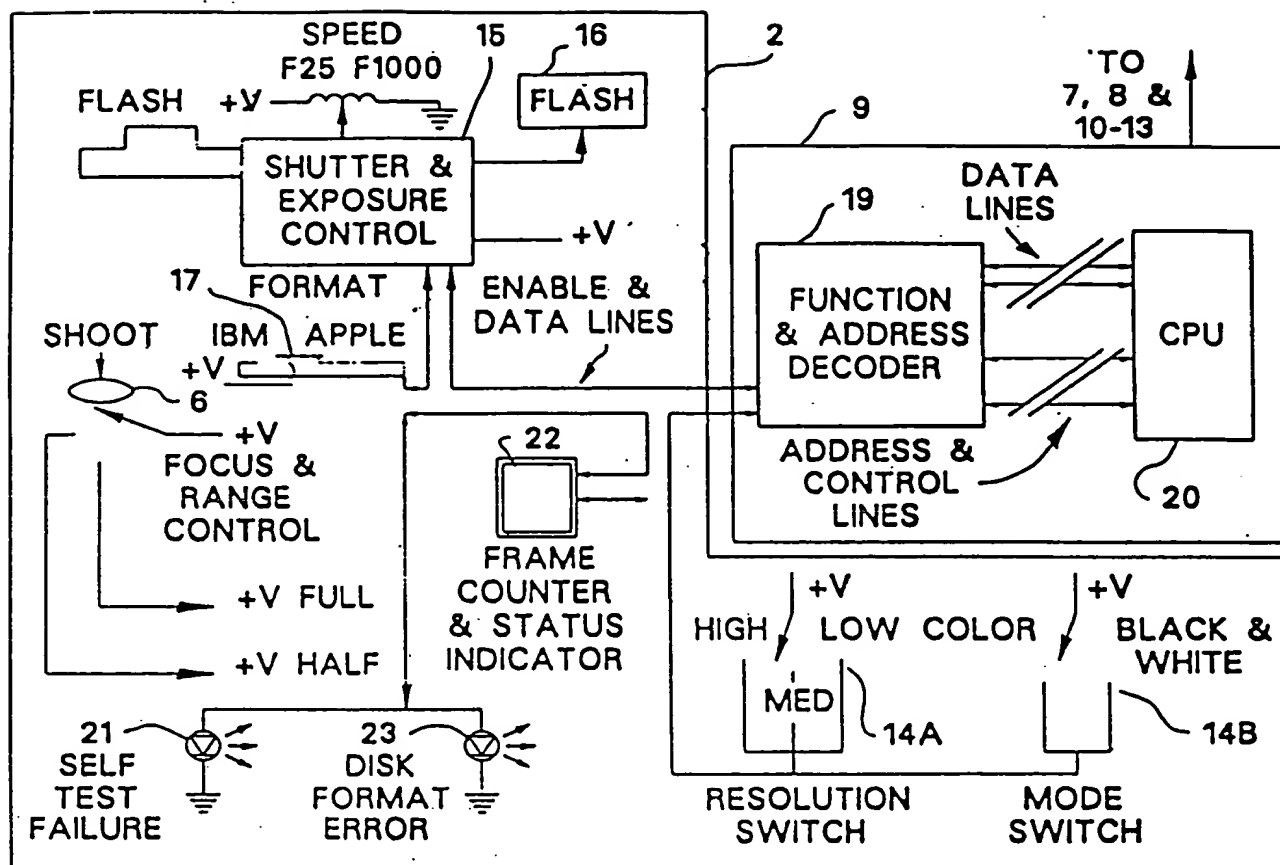 SPEED
F25 F1000
15
16
2
FLASH
+V
FLASH
TO
7, 8 &
10-13
9
SHUTTER &
EXPOSURE
CONTROL
+V
19
DATA
LINES
FUNCTION
& ADDRESS
DECODER
CPU
17
FORMAT
IBM APPLE
ENABLE &
DATA LINES
SHOOT
+V
6
+V
FOCUS &
RANGE
CONTROL
22
FRAME
COUNTER
& STATUS
INDICATOR
ADDRESS &
CONTROL
LINES
20
+V FULL
+V HALF
+V
HIGH LOW
MED
14A
RESOLUTION
SWITCH
+V
COLOR BLACK &
WHITE
14B
MODE
SWITCH
21
SELF
TEST
FAILURE
23
DISK
FORMAT
ERROR